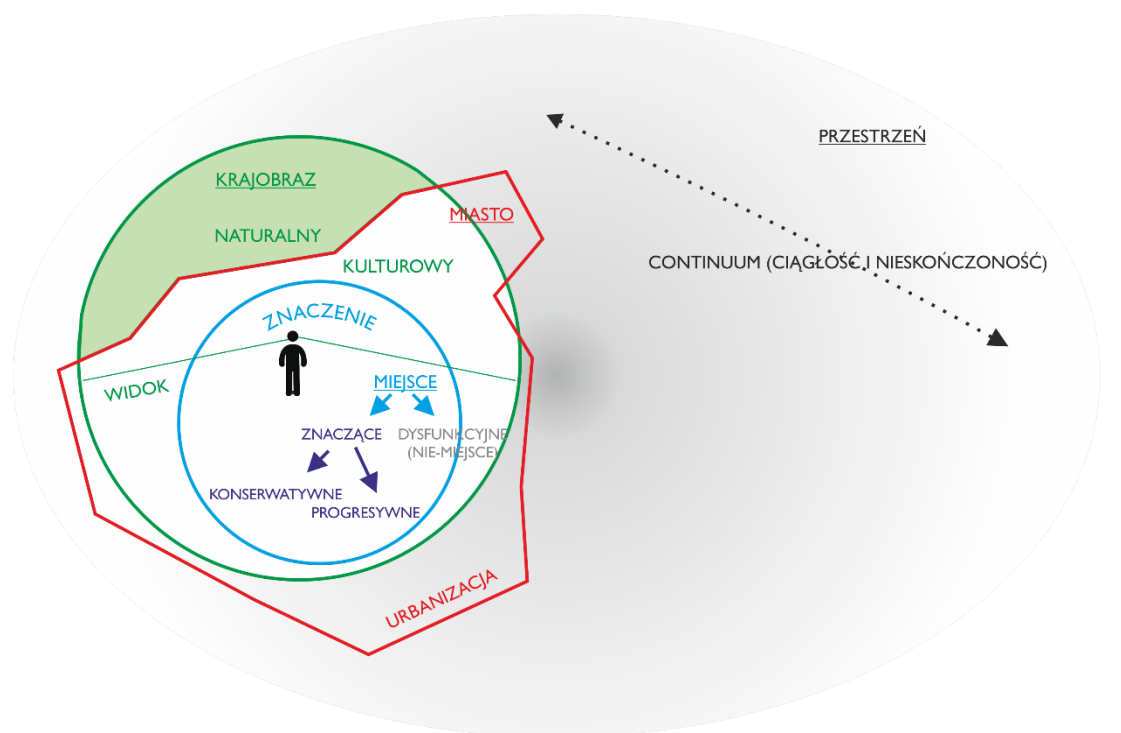 PRZESTRZEŃ
KRAJOBRAZ
MIASTO
NATURALNY
KULTUROWY
CONTINUUM (CIĄGŁOŚĆ I NIESKOŃCZONOŚĆ)
ZNACZENIE
WIDOK
MIEJSCE
ZNACZĄCE
DYSFUNKCYJNE
(NIE-MIEJSCE)
KONSERWATYWNE
PROGRESYWNE
URBANIZACJA